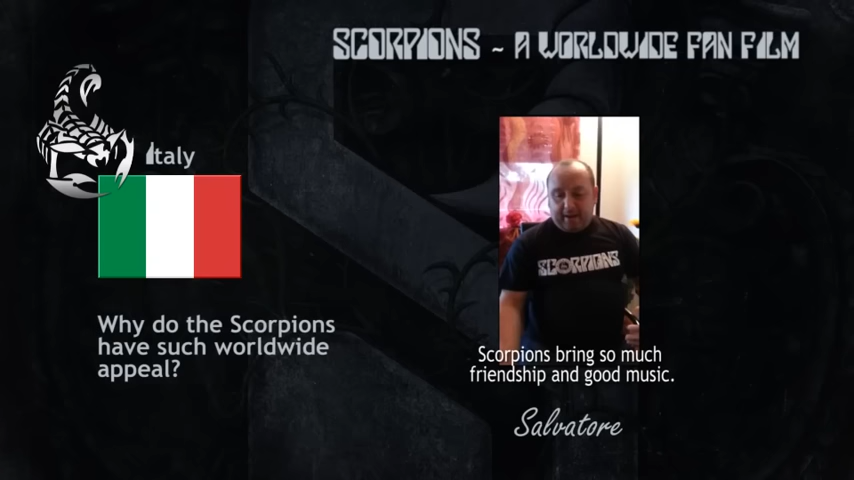 SCORPIONS ~ A WORLDWIDE FAN FILM
Italy
SCORPIONS
Why do the Scorpions
have such worldwide
appeal?
Scorpions bring so much
friendship and good music.
Salvatore